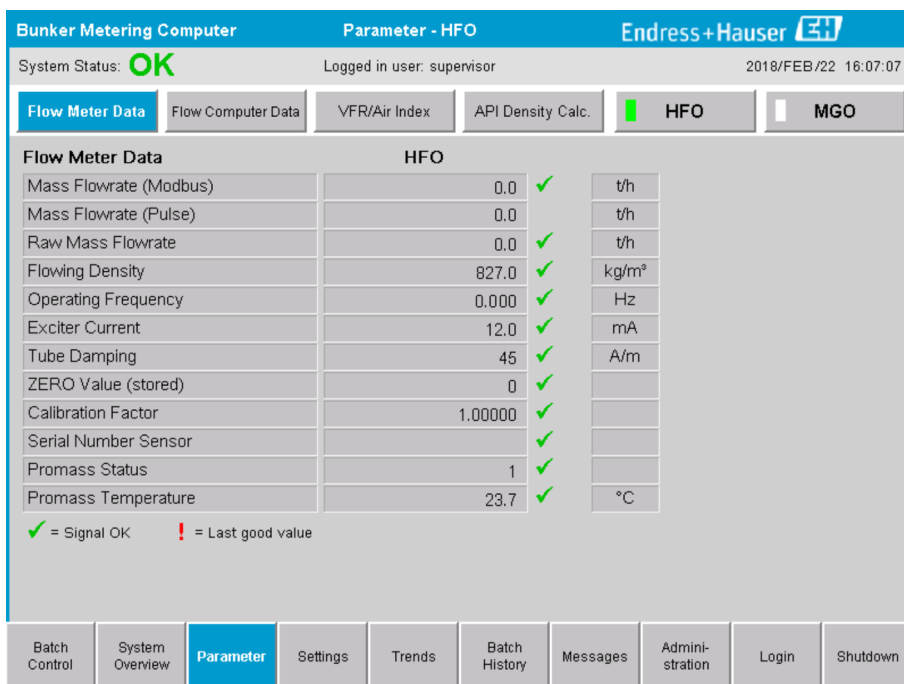 Bunker Metering Computer Parameter - HFO Endress+Hauser EH
System Status: OK Logged in user: supervisor 2018/FEB/22 16:07:07
Flow Meter Data Flow Computer Data VFR/Air Index API Density Calc. HFO MGO
Flow Meter Data HFO
Mass Flowrate (Modbus) 0.0 ✓ t/h
Mass Flowrate (Pulse) 0.0 t/h
Raw Mass Flowrate 0.0 ✓ t/h
Flowing Density 827.0 ✓ kg/m³
Operating Frequency 0.000 ✓ Hz
Exciter Current 12.0 ✓ mA
Tube Damping 45 ✓ A/m
ZERO Value (stored) 0 ✓
Calibration Factor 1.00000 ✓
Serial Number Sensor ✓
Promass Status 1 ✓
Promass Temperature 23.7 ✓ °C
✓ = Signal OK ! = Last good value
Batch Control System Overview Parameter Settings Trends Batch History Messages Admini-stration Login Shutdown